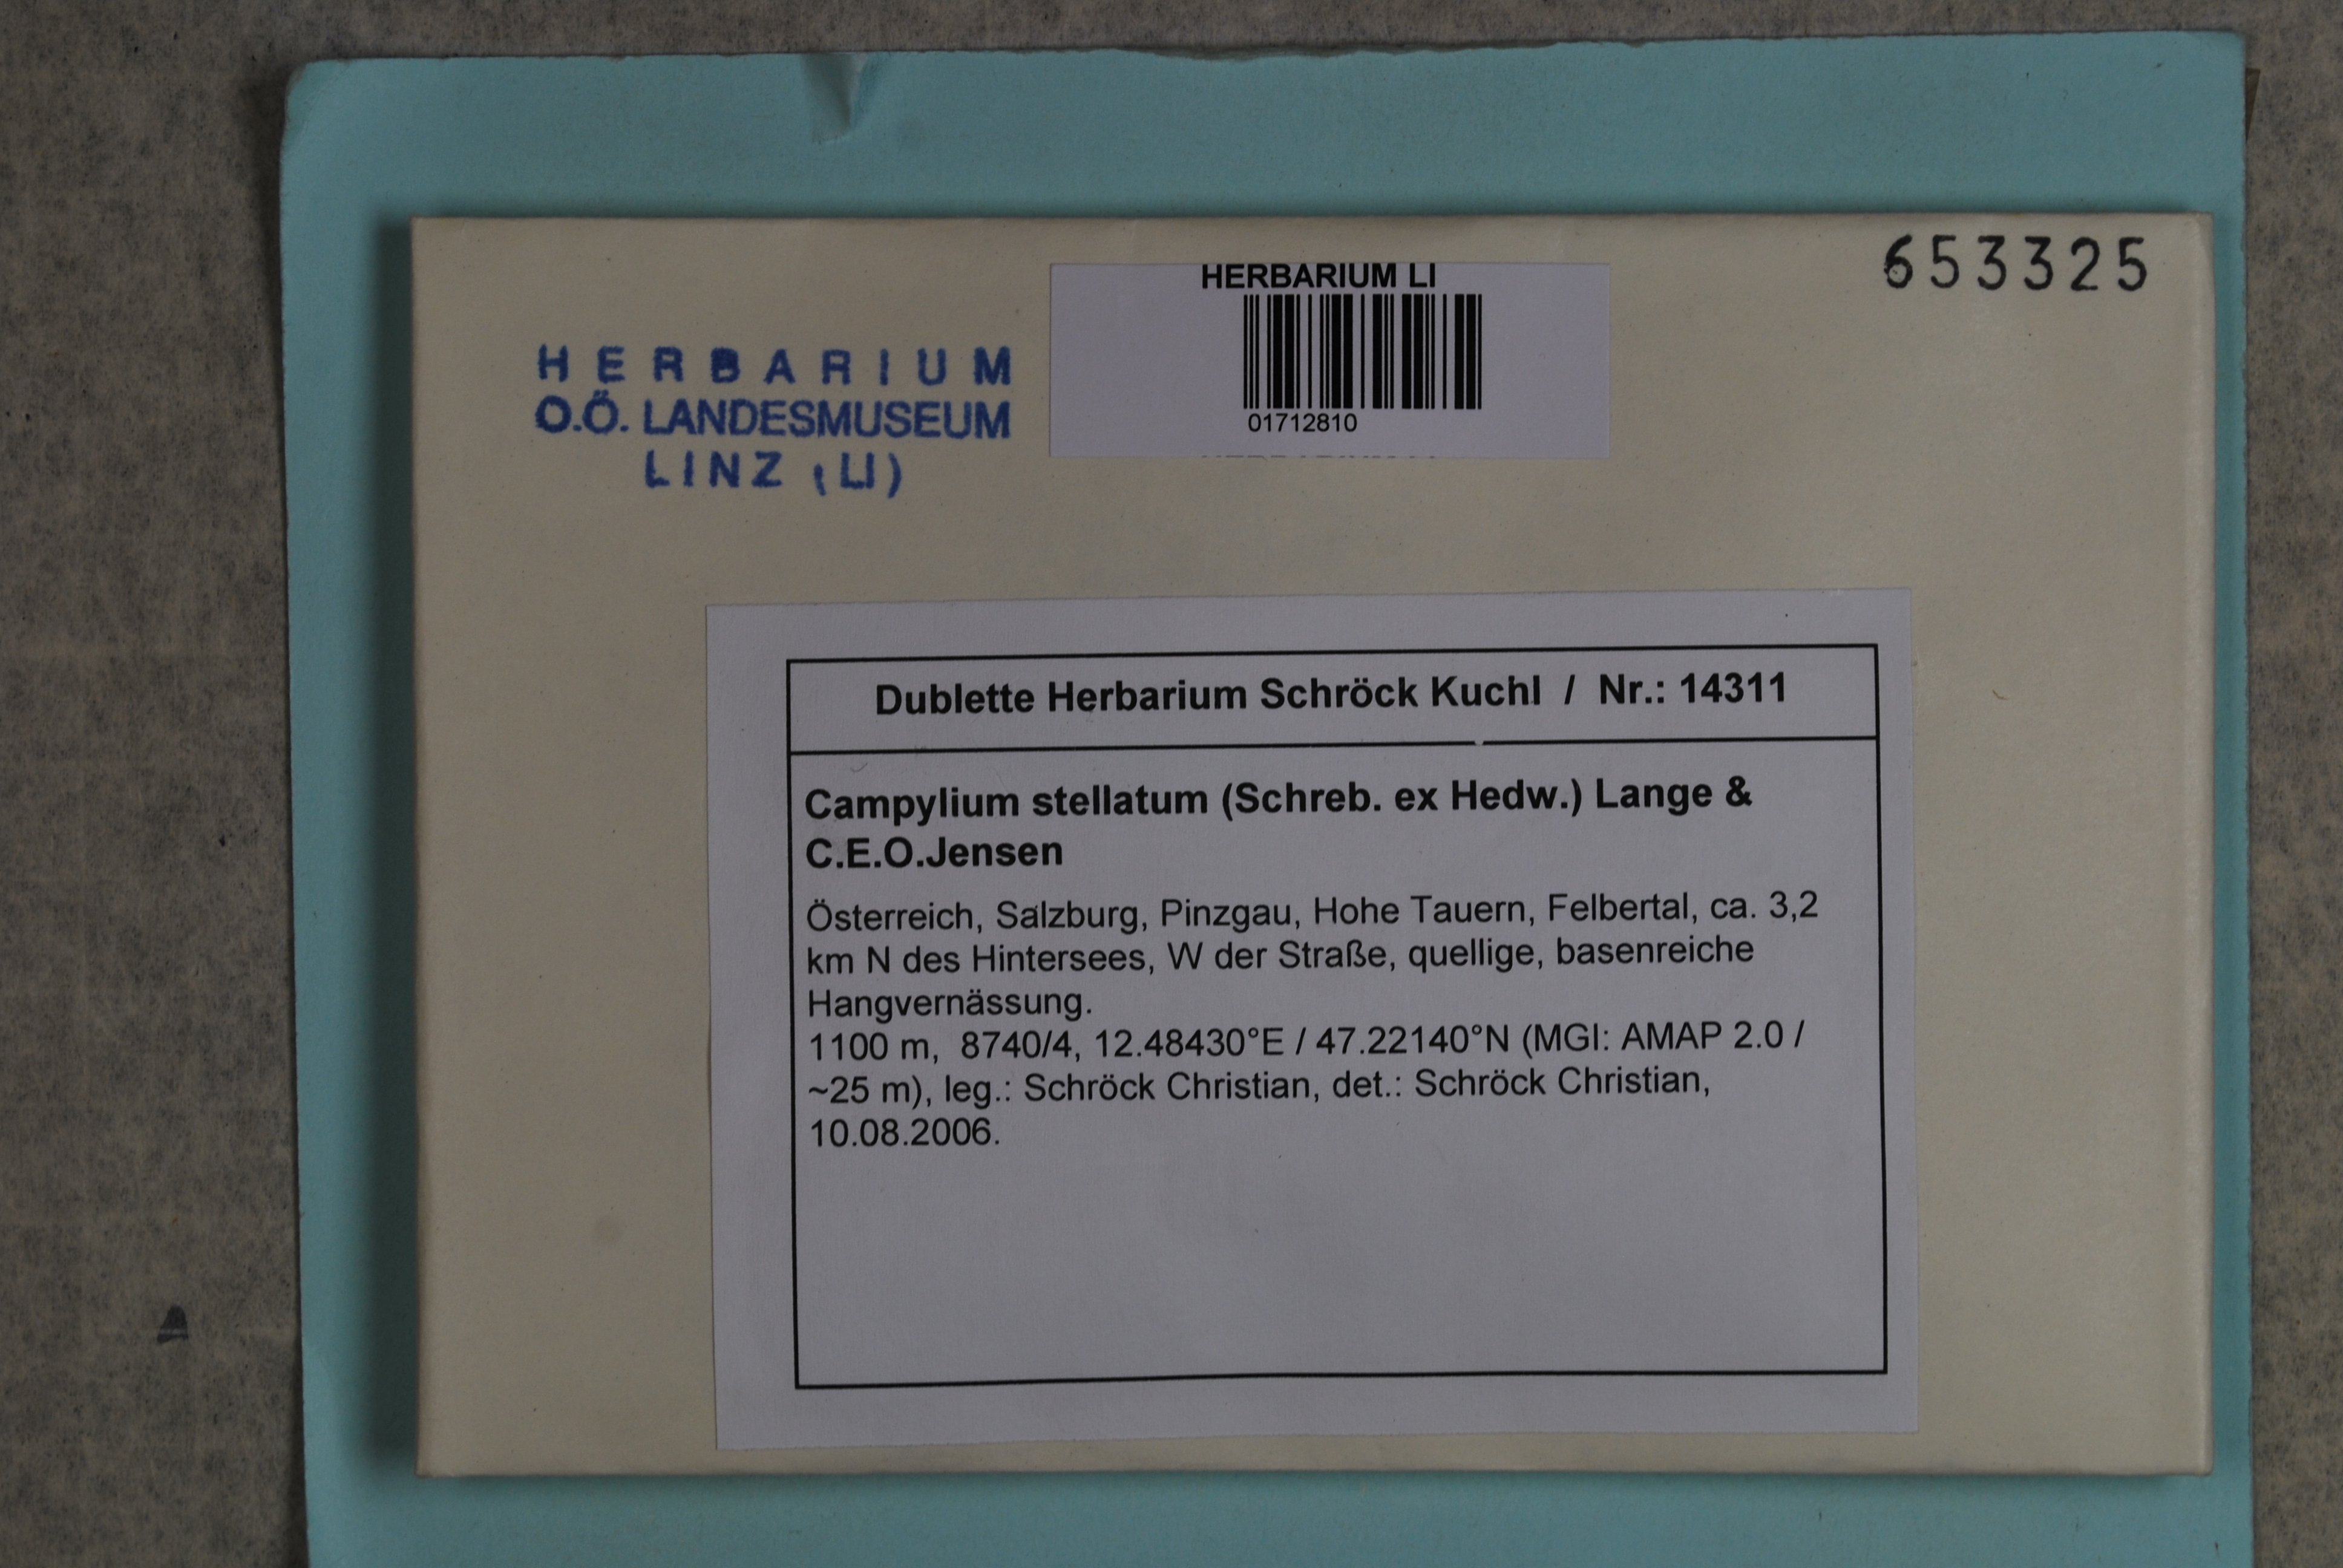 653325
HERBARIUM LI
01712810
HERBARIUM
O.Ö. LANDESMUSEUM
LINZ (LI)
Dublette Herbarium Schröck Kuchl / Nr.: 14311
Campylium stellatum (Schreb. ex Hedw.) Lange &
C.E.O.Jensen
Österreich, Salzburg, Pinzgau, Hohe Tauern, Felbertal, ca. 3,2
km N des Hintersees, W der Straße, quellige, basenreiche
Hangvernässung.
1100 m, 8740/4, 12.48430°E / 47.22140°N (MGI: AMAP 2.0 /
~25 m), leg.: Schröck Christian, det.: Schröck Christian,
10.08.2006.